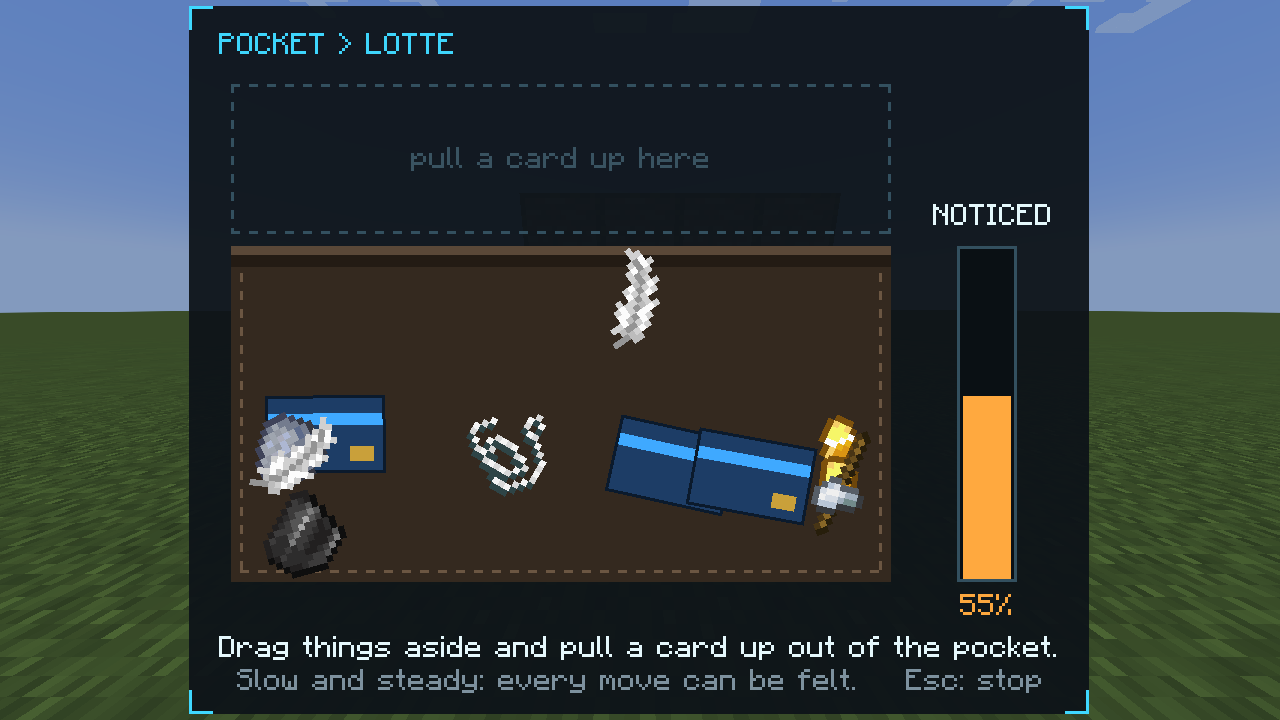 POCKET > LOTTE
pull a card up here
NOTICED
55%
Drag things aside and pull a card up out of the pocket.
Slow and steady: every move can be felt. Esc: stop